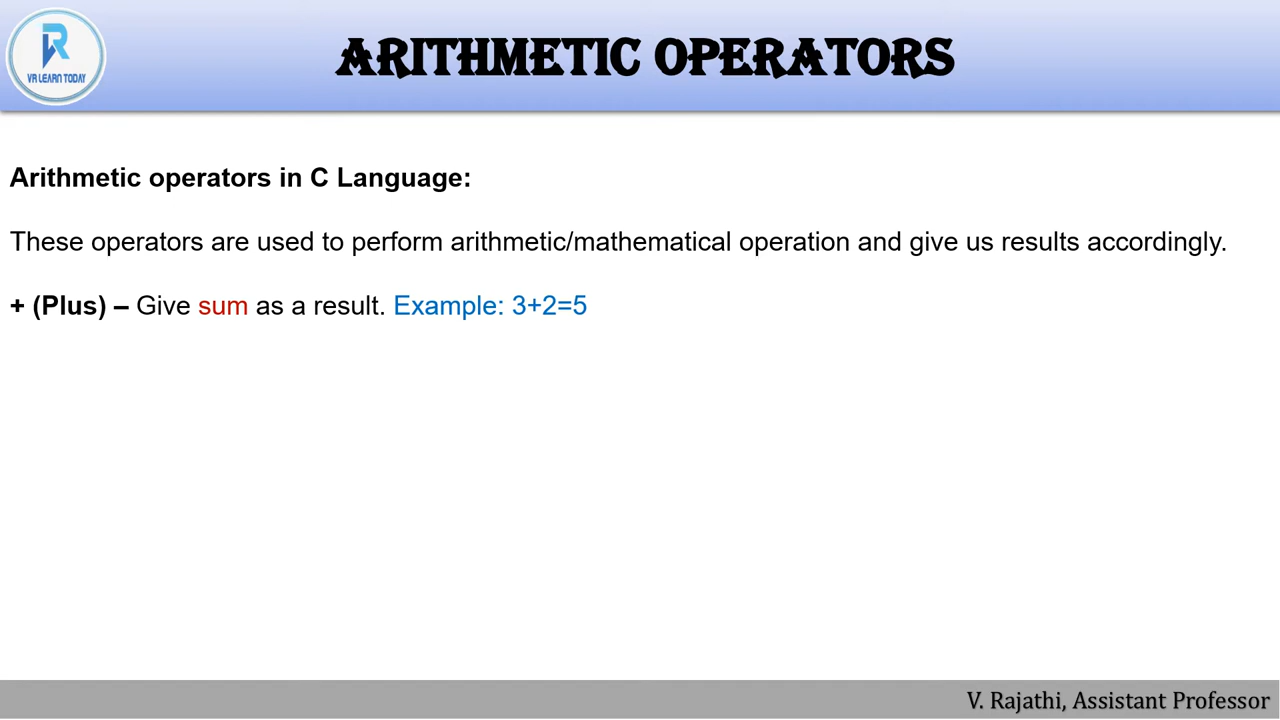 VR LEARN TODAY
ARITHMETIC OPERATORS
Arithmetic operators in C Language:
These operators are used to perform arithmetic/mathematical operation and give us results accordingly.
+ (Plus) – Give sum as a result. Example: 3+2=5
V. Rajathi, Assistant Professor